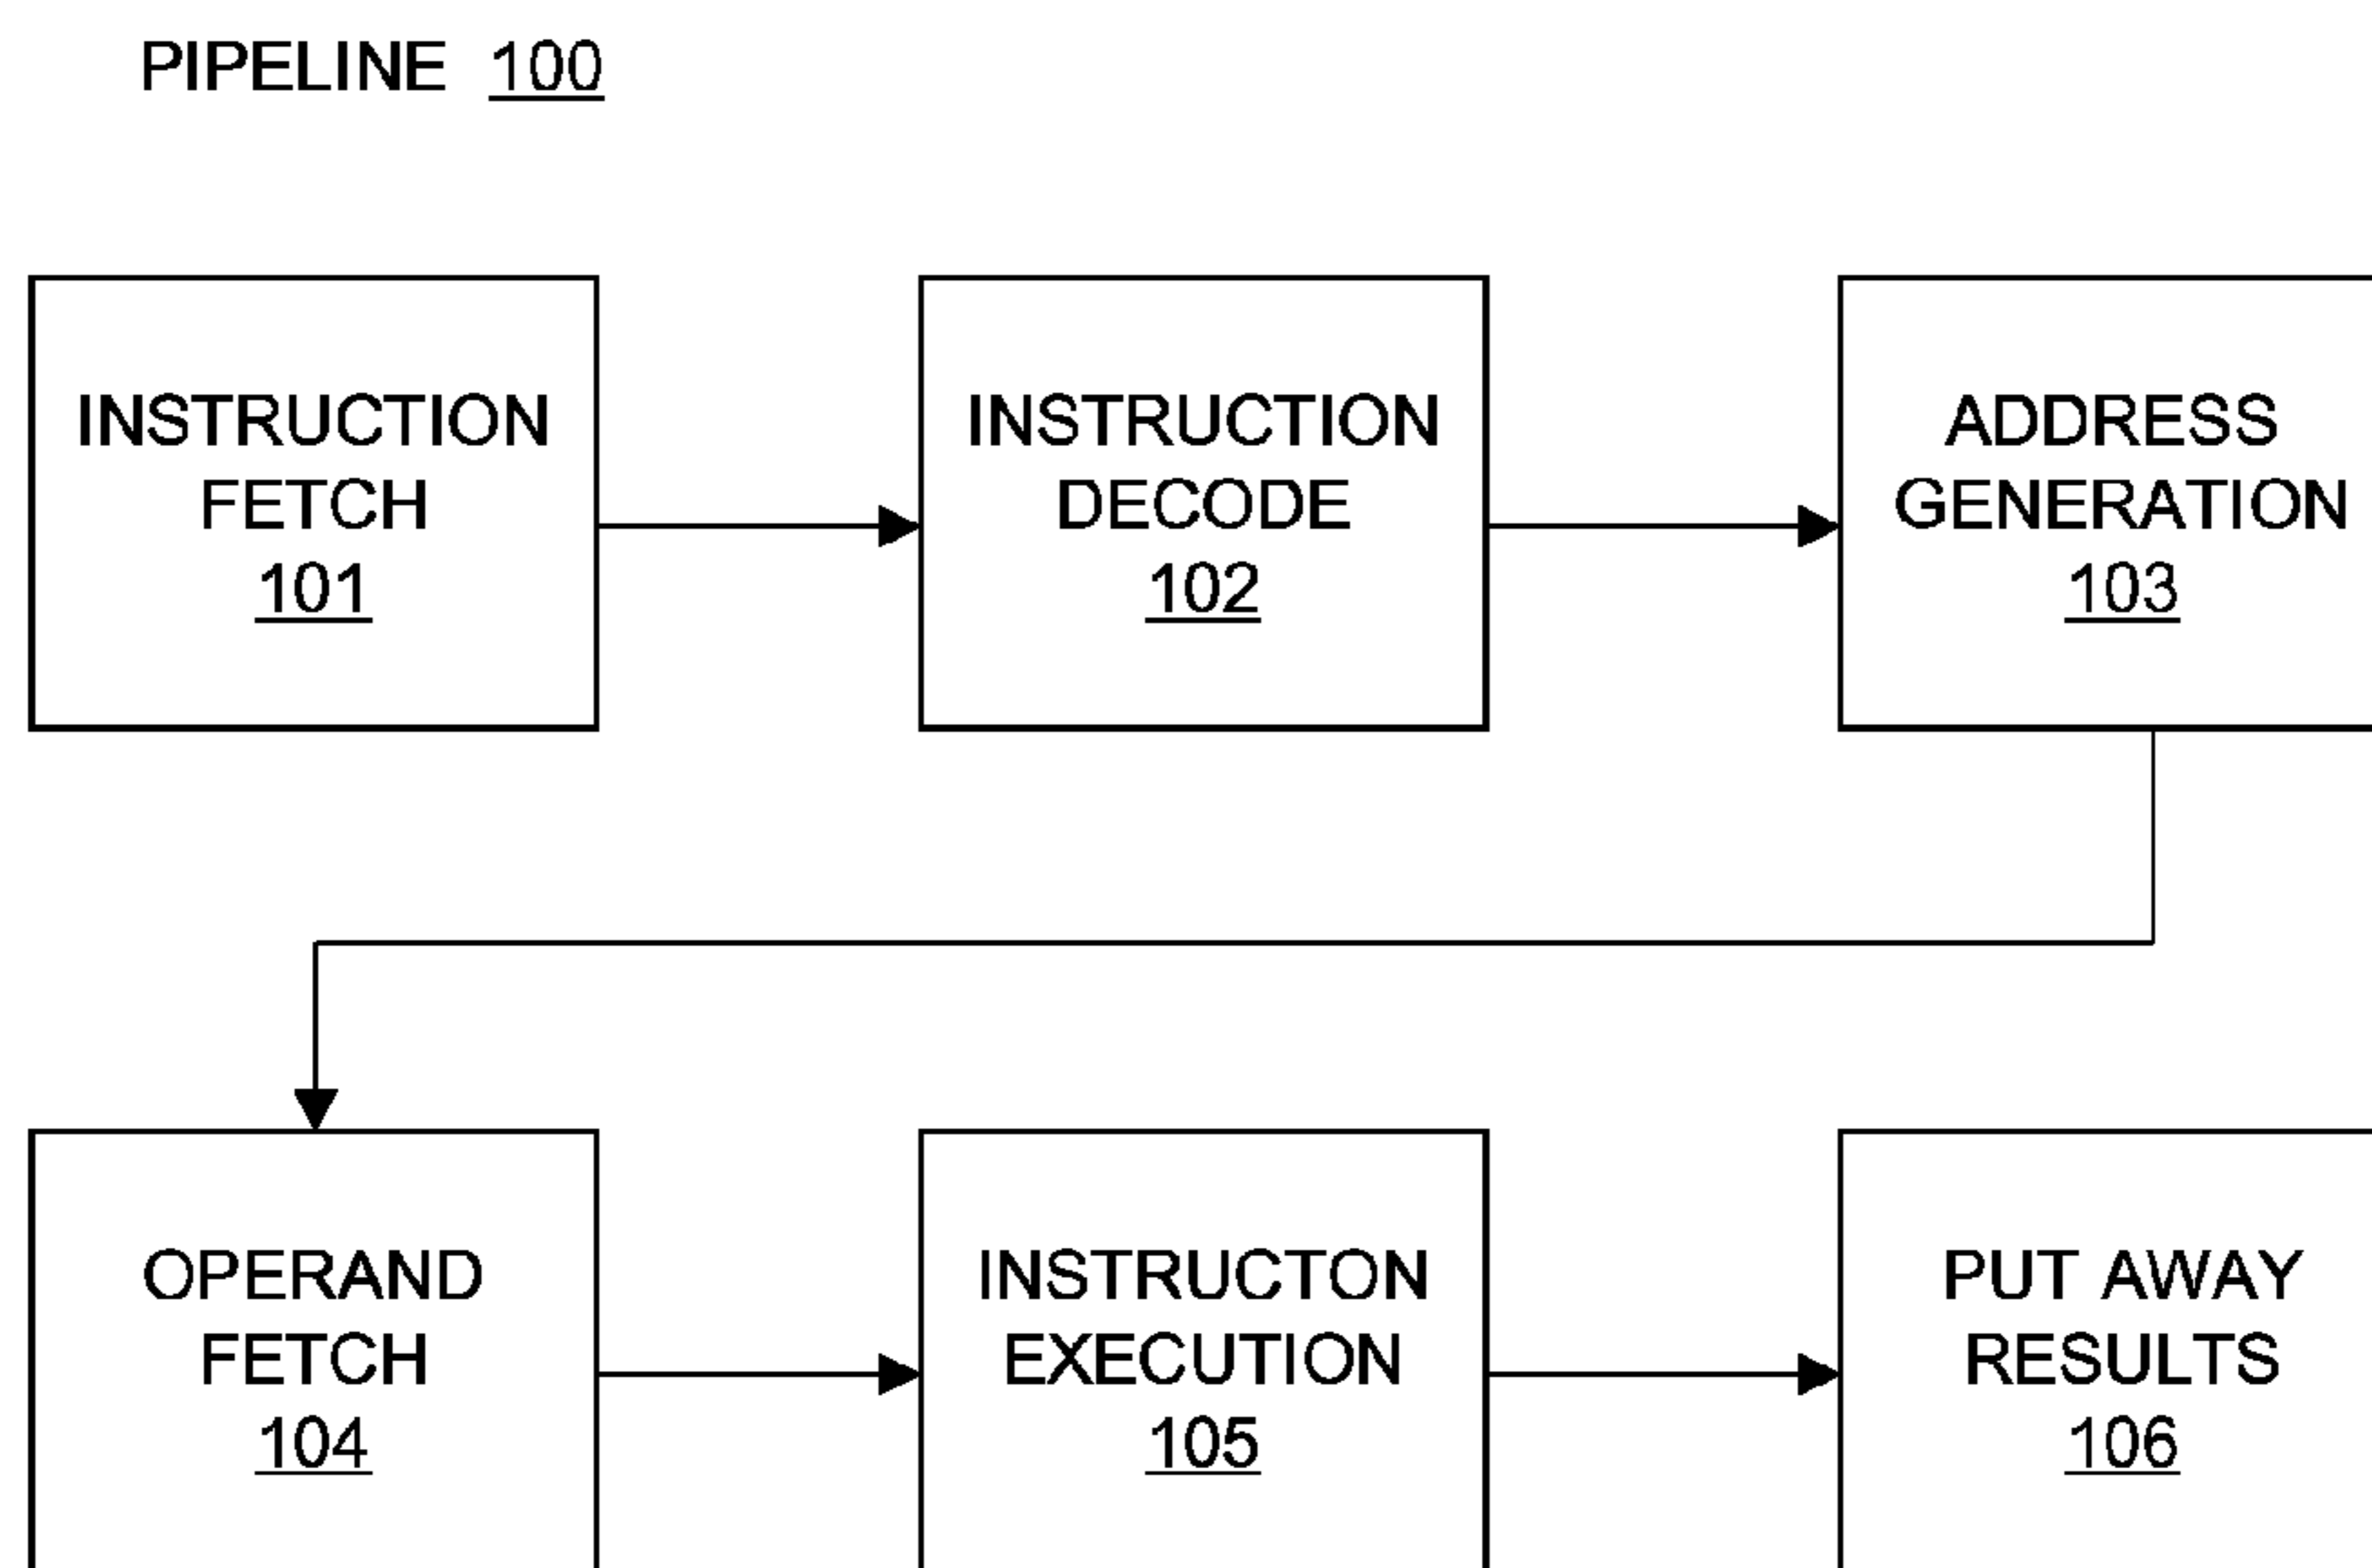 PIPELINE 100
INSTRUCTION
FETCH
101
INSTRUCTION
DECODE
102
ADDRESS
GENERATION
103
OPERAND
FETCH
104
INSTRUCTON
EXECUTION
105
PUT AWAY
RESULTS
106